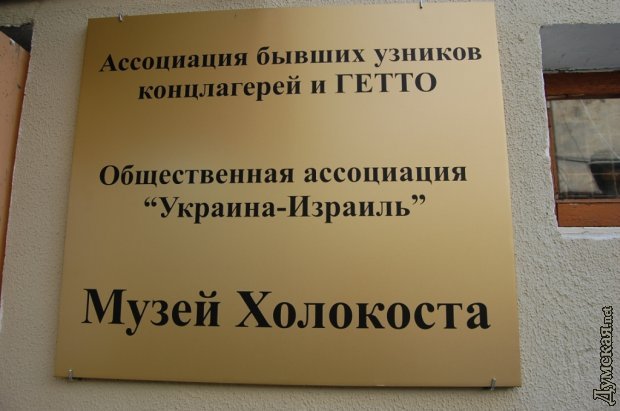 Ассоциация бывших узников
концлагерей и ГЕТТО
Общественная ассоциация
“Украина-Израиль”
Музей Холокоста
Думская.net